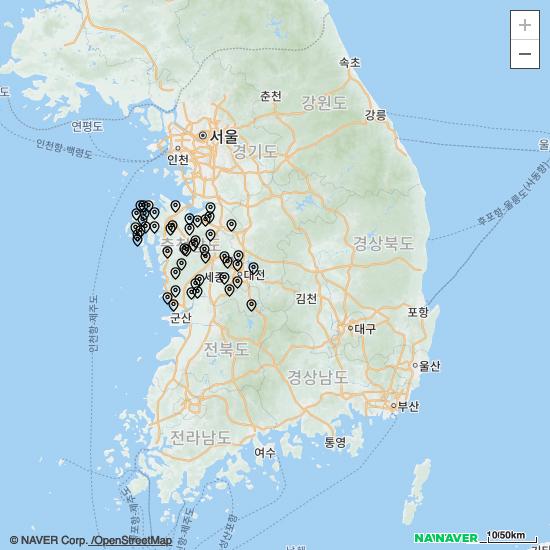 +
−
속초
춘천
강원도
강릉
도
연평도
서울
인천
경기도
인천항-백령도
울
후포항-울릉도(사동항)
경상북도
세종
대전
김천
인천항-제주도
군산
포항
대구
전북도
울산
경상남도
부산
전라남도
여수
통영
© NAVER Corp. /OpenStreetMap
NAVER
10/50km